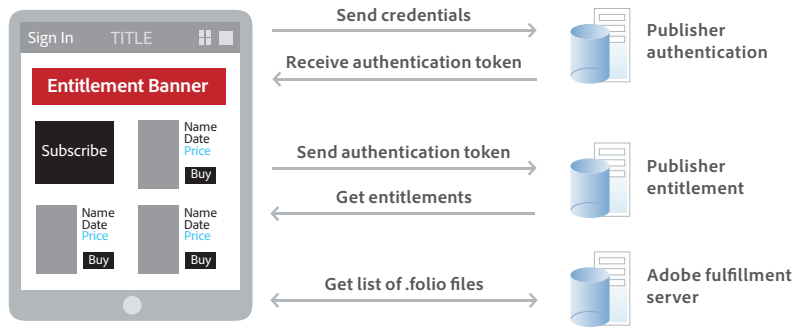 Sign In TITLE
Entitlement Banner
Subscribe
Name
Date
Price
Buy
Name
Date
Price
Buy
Name
Date
Price
Buy
Send credentials
Receive authentication token
Publisher
authentication
Send authentication token
Get entitlements
Publisher
entitlement
Get list of .folio files
Adobe fulfillment
server